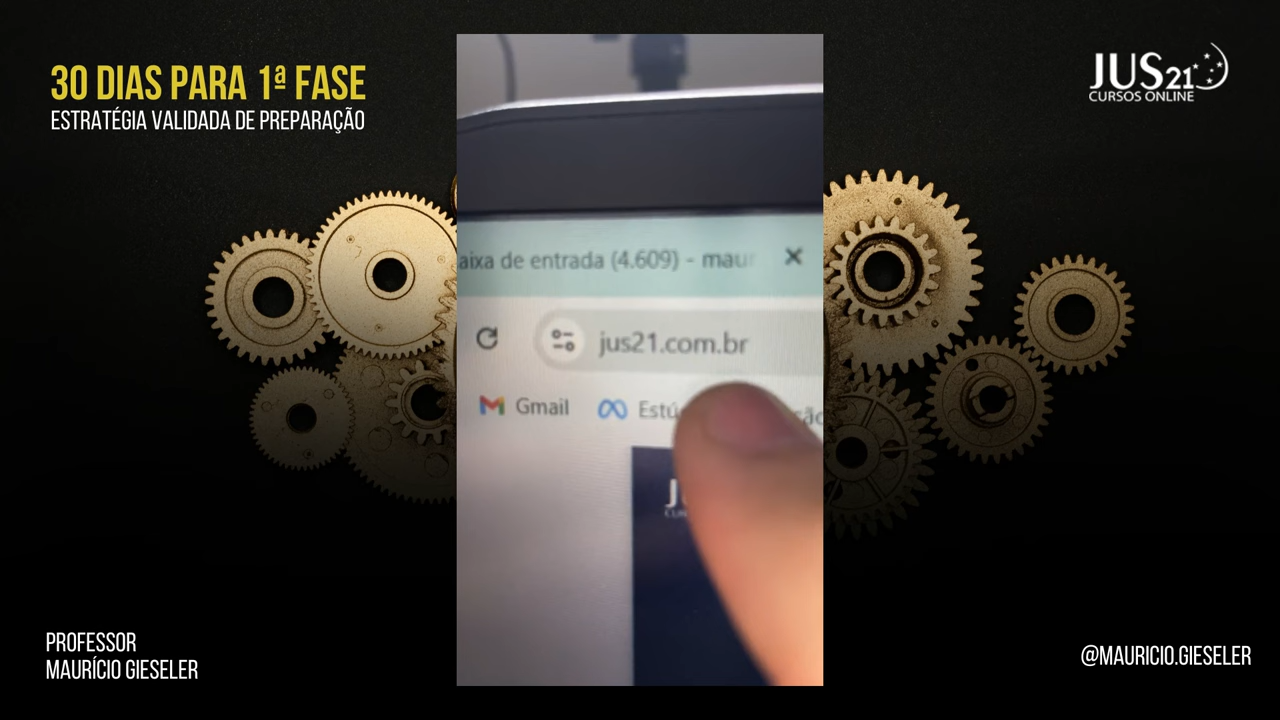 30 DIAS PARA 1ª FASE
ESTRATÉGIA VALIDADA DE PREPARAÇÃO
JUS21
CURSOS ONLINE
aixa de entrada (4.609) - maur
jus21.com.br
Gmail
Estú
PROFESSOR
MAURÍCIO GIESELER
@MAURICIO.GIESELER